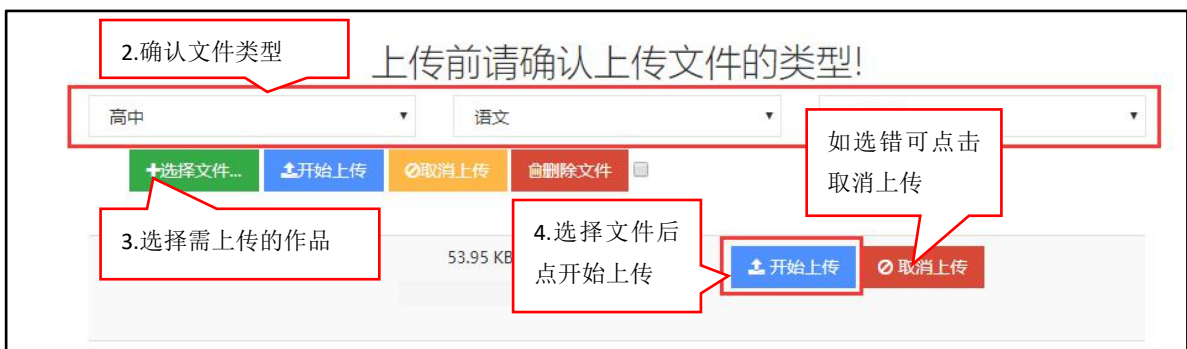 2.确认文件类型
上传前请确认上传文件的类型!
高中
语文
如选错可点击
取消上传
选择文件...
开始上传
取消上传
删除文件
3.选择需上传的作品
4.选择文件后
点开始上传
53.95 KB
开始上传
取消上传